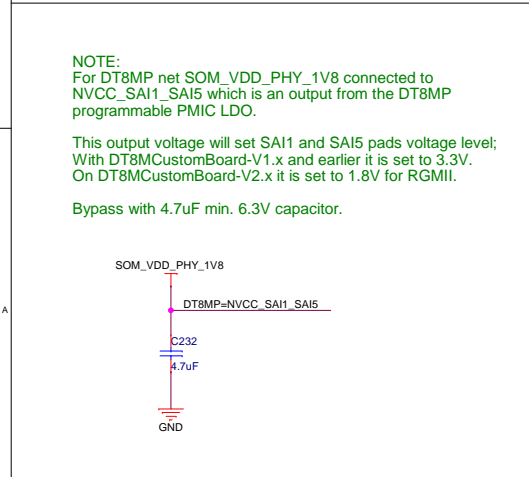 NOTE:
For DT8MP net SOM_VDD_PHY_1V8 connected to
NVCC_SAI1_SAI5 which is an output from the DT8MP
programmable PMIC LDO.
This output voltage will set SAI1 and SAI5 pads voltage level;
With DT8MCustomBoard-V1.x and earlier it is set to 3.3V.
On DT8MCustomBoard-V2.x it is set to 1.8V for RGMII.
Bypass with 4.7uF min. 6.3V capacitor.
SOM_VDD_PHY_1V8
DT8MP=NVCC_SAI1_SAI5
A
C232
4.7uF
GND